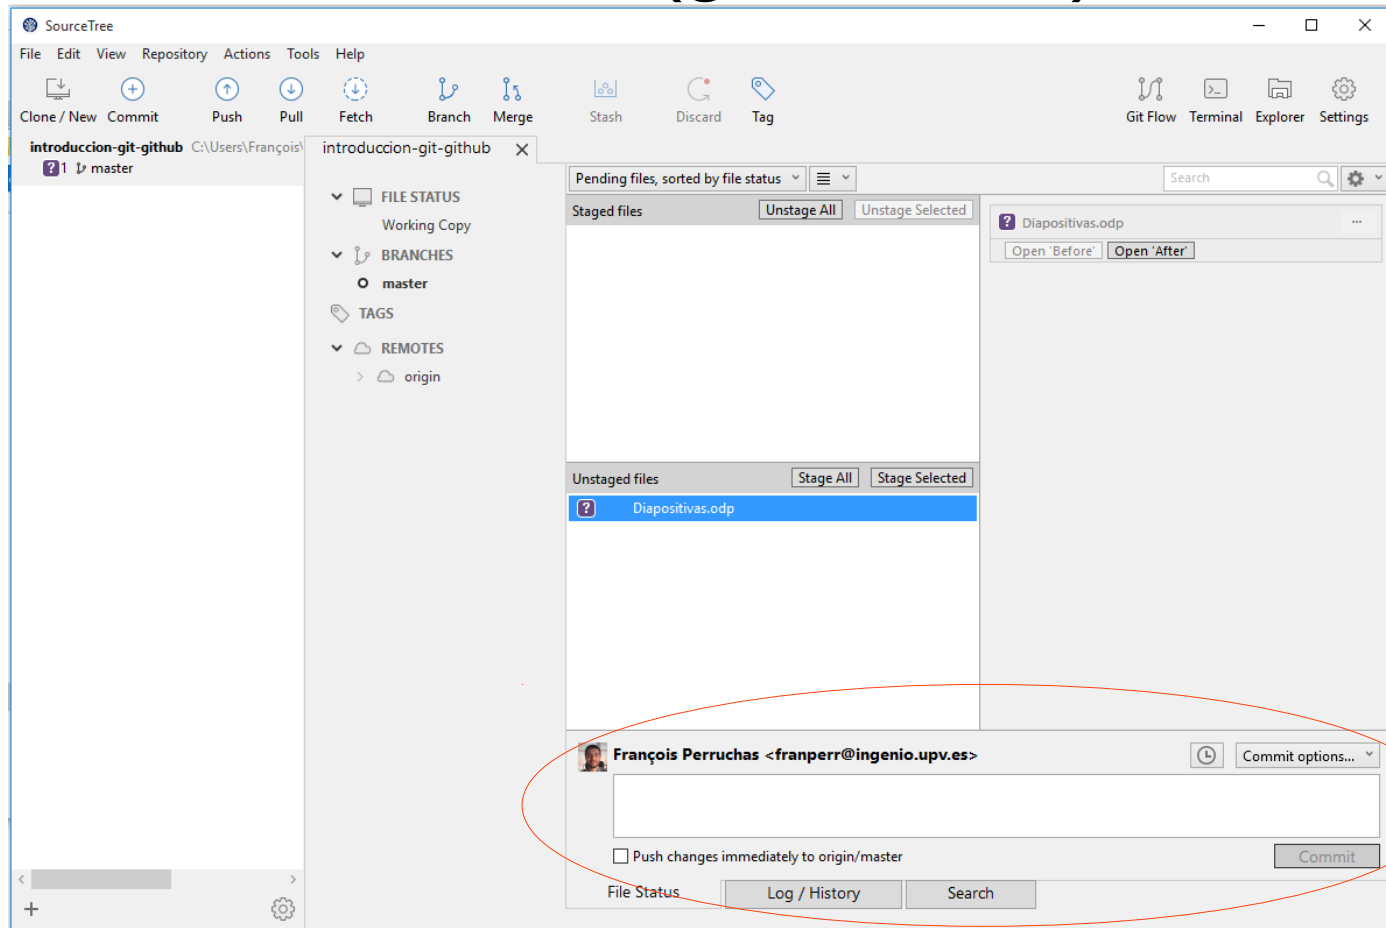 SourceTree
File Edit View Repository Actions Tools Help
Clone / New Commit Push Pull Fetch Branch Merge Stash Discard Tag Git Flow Terminal Explorer Settings
introduccion-git-github C:\Users\François\
?1 master
introduccion-git-github
FILE STATUS
Working Copy
BRANCHES
master
TAGS
REMOTES
origin
Pending files, sorted by file status
Search
Staged files Unstage All Unstage Selected
? Diapositivas.odp ...
Open 'Before' Open 'After'
Unstaged files Stage All Stage Selected
? Diapositivas.odp
François Perruchas <franperr@ingenio.upv.es> Commit options...
Push changes immediately to origin/master Commit
File Status Log / History Search